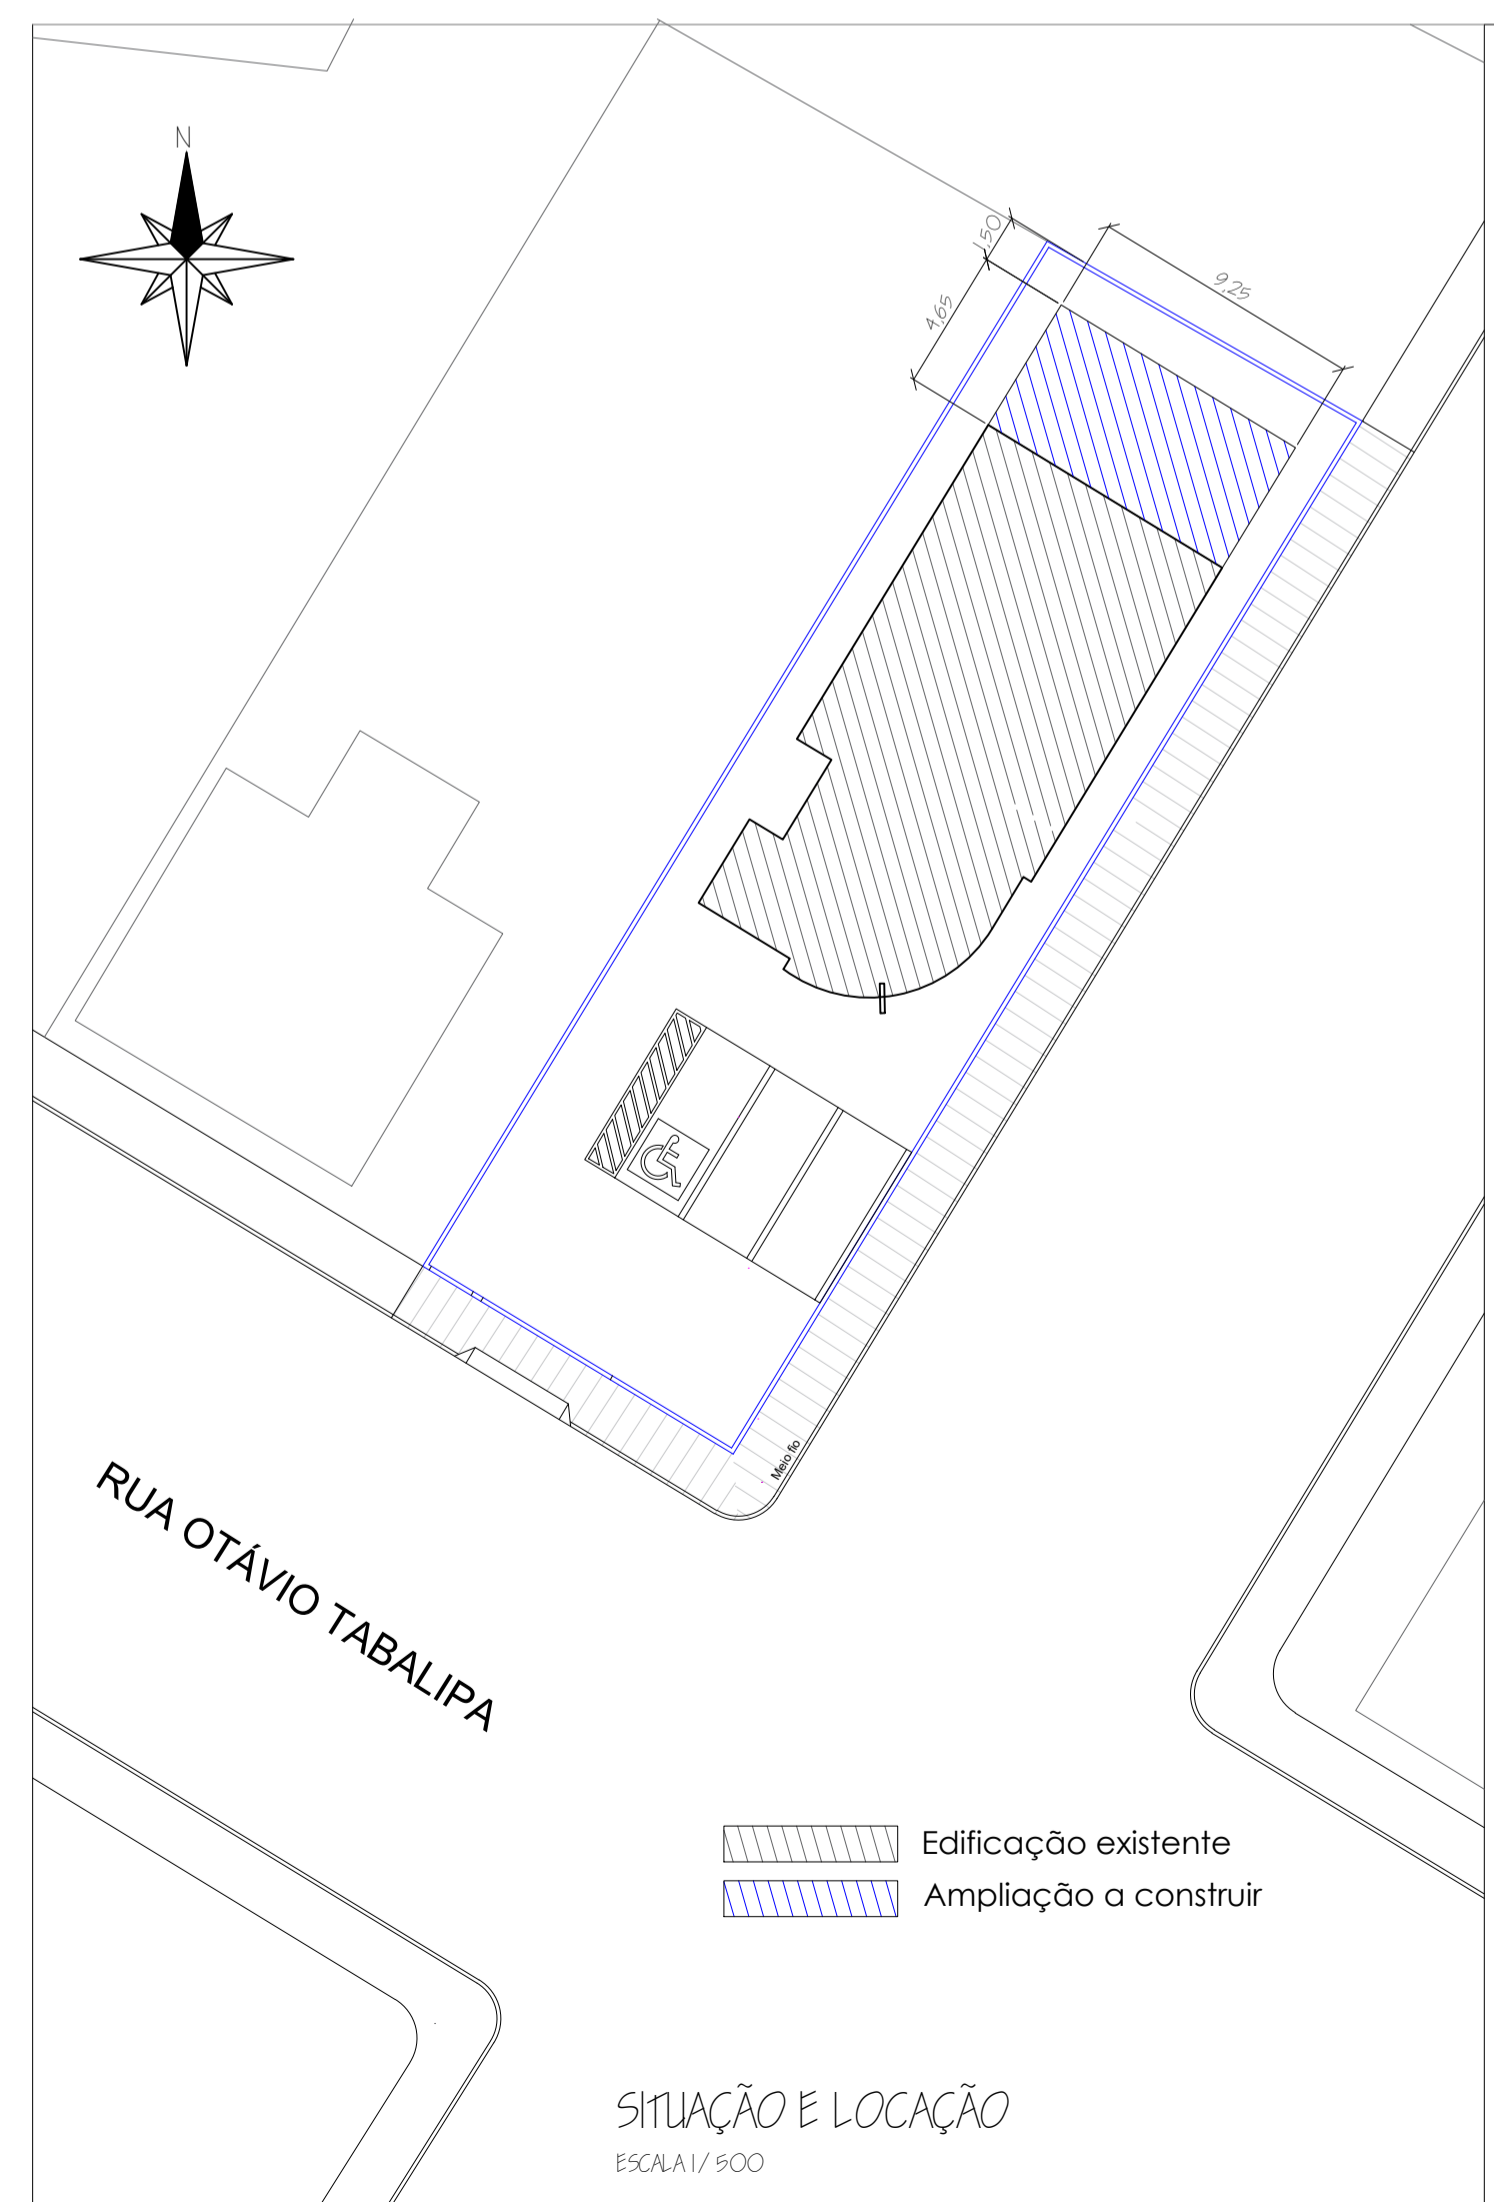 N
1,50
9,25
4,65
Meio fio
RUA OTÁVIO TABALIPA
Edificação existente
Ampliação a construir
SITUAÇÃO E LOCAÇÃO
ESCALA 1/ 500